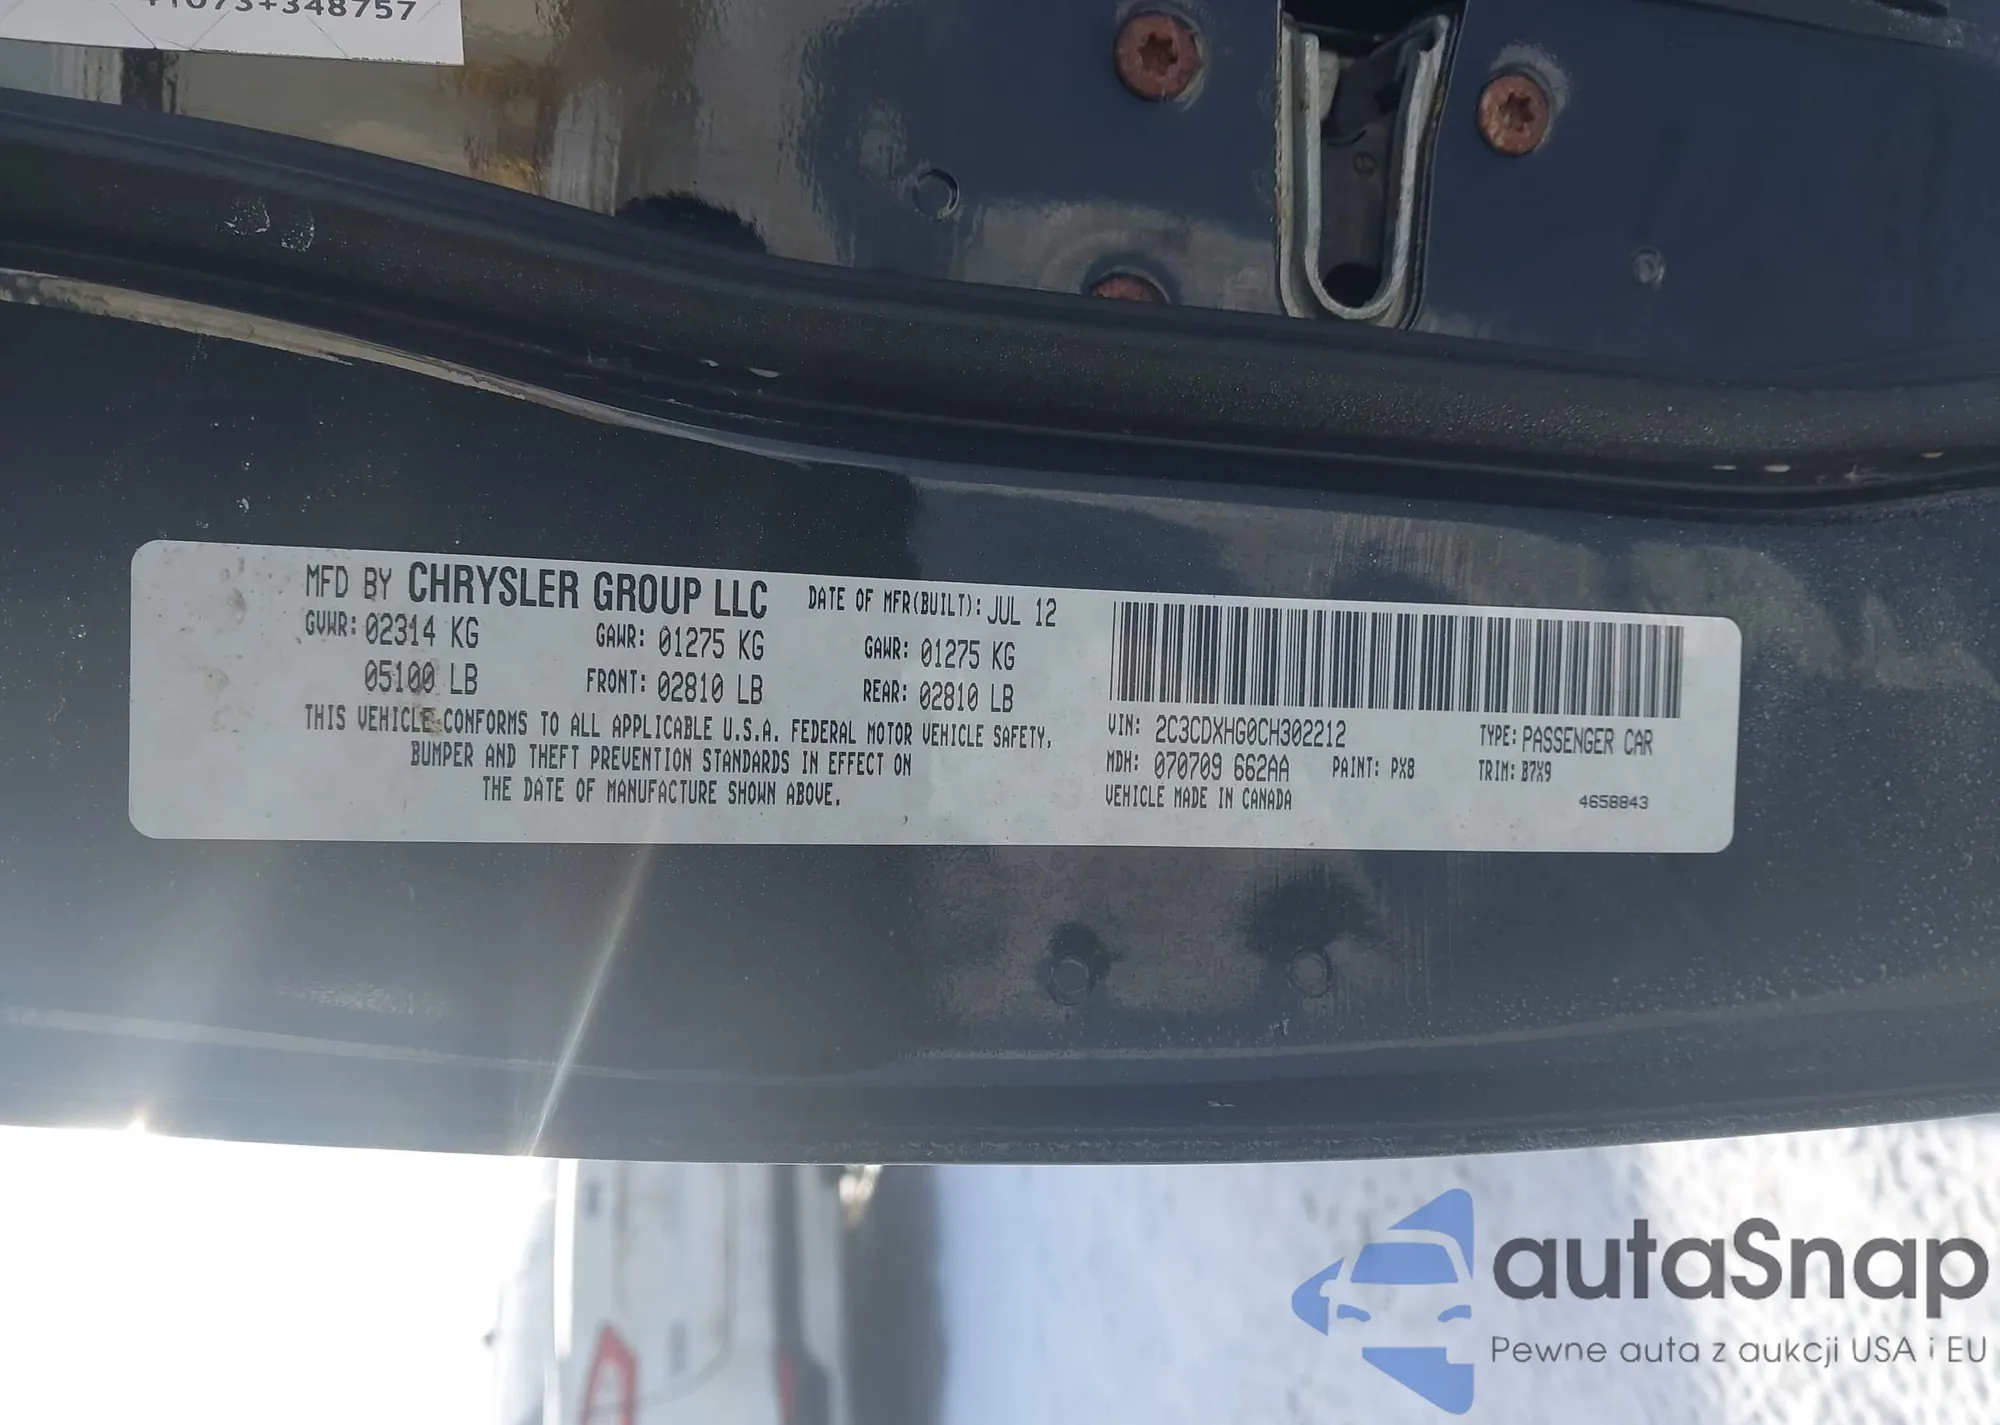 41073+348757
MFD BY CHRYSLER GROUP LLC DATE OF MFR(BUILT): JUL 12
GVWR: 02314 KG GAWR: 01275 KG GAWR: 01275 KG
05100 LB FRONT: 02810 LB REAR: 02810 LB
THIS VEHICLE CONFORMS TO ALL APPLICABLE U.S.A. FEDERAL MOTOR VEHICLE SAFETY,
BUMPER AND THEFT PREVENTION STANDARDS IN EFFECT ON
THE DATE OF MANUFACTURE SHOWN ABOVE.
VIN: 2C3CDXHG0CH302212 TYPE: PASSENGER CAR
MDH: 070709 662AA PAINT: PX8 TRIM: B7X9
VEHICLE MADE IN CANADA 4658843
autaSnap
Pewne auta z aukcji USA i EU